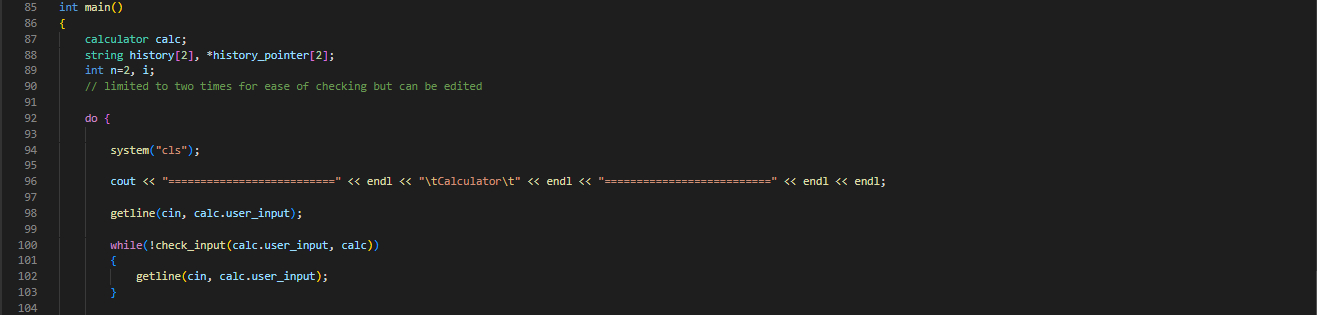 85 int main()
86 {
87 calculator calc;
88 string history[2], *history_pointer[2];
89 int n=2, i;
90 // limited to two times for ease of checking but can be edited
91
92 do {
93
94 system("cls");
95
96 cout << "==========================" << endl << "\tCalculator\t" << endl << "==========================" << endl << endl;
97
98 getline(cin, calc.user_input);
99
100 while(!check_input(calc.user_input, calc))
101 {
102 getline(cin, calc.user_input);
103 }
104